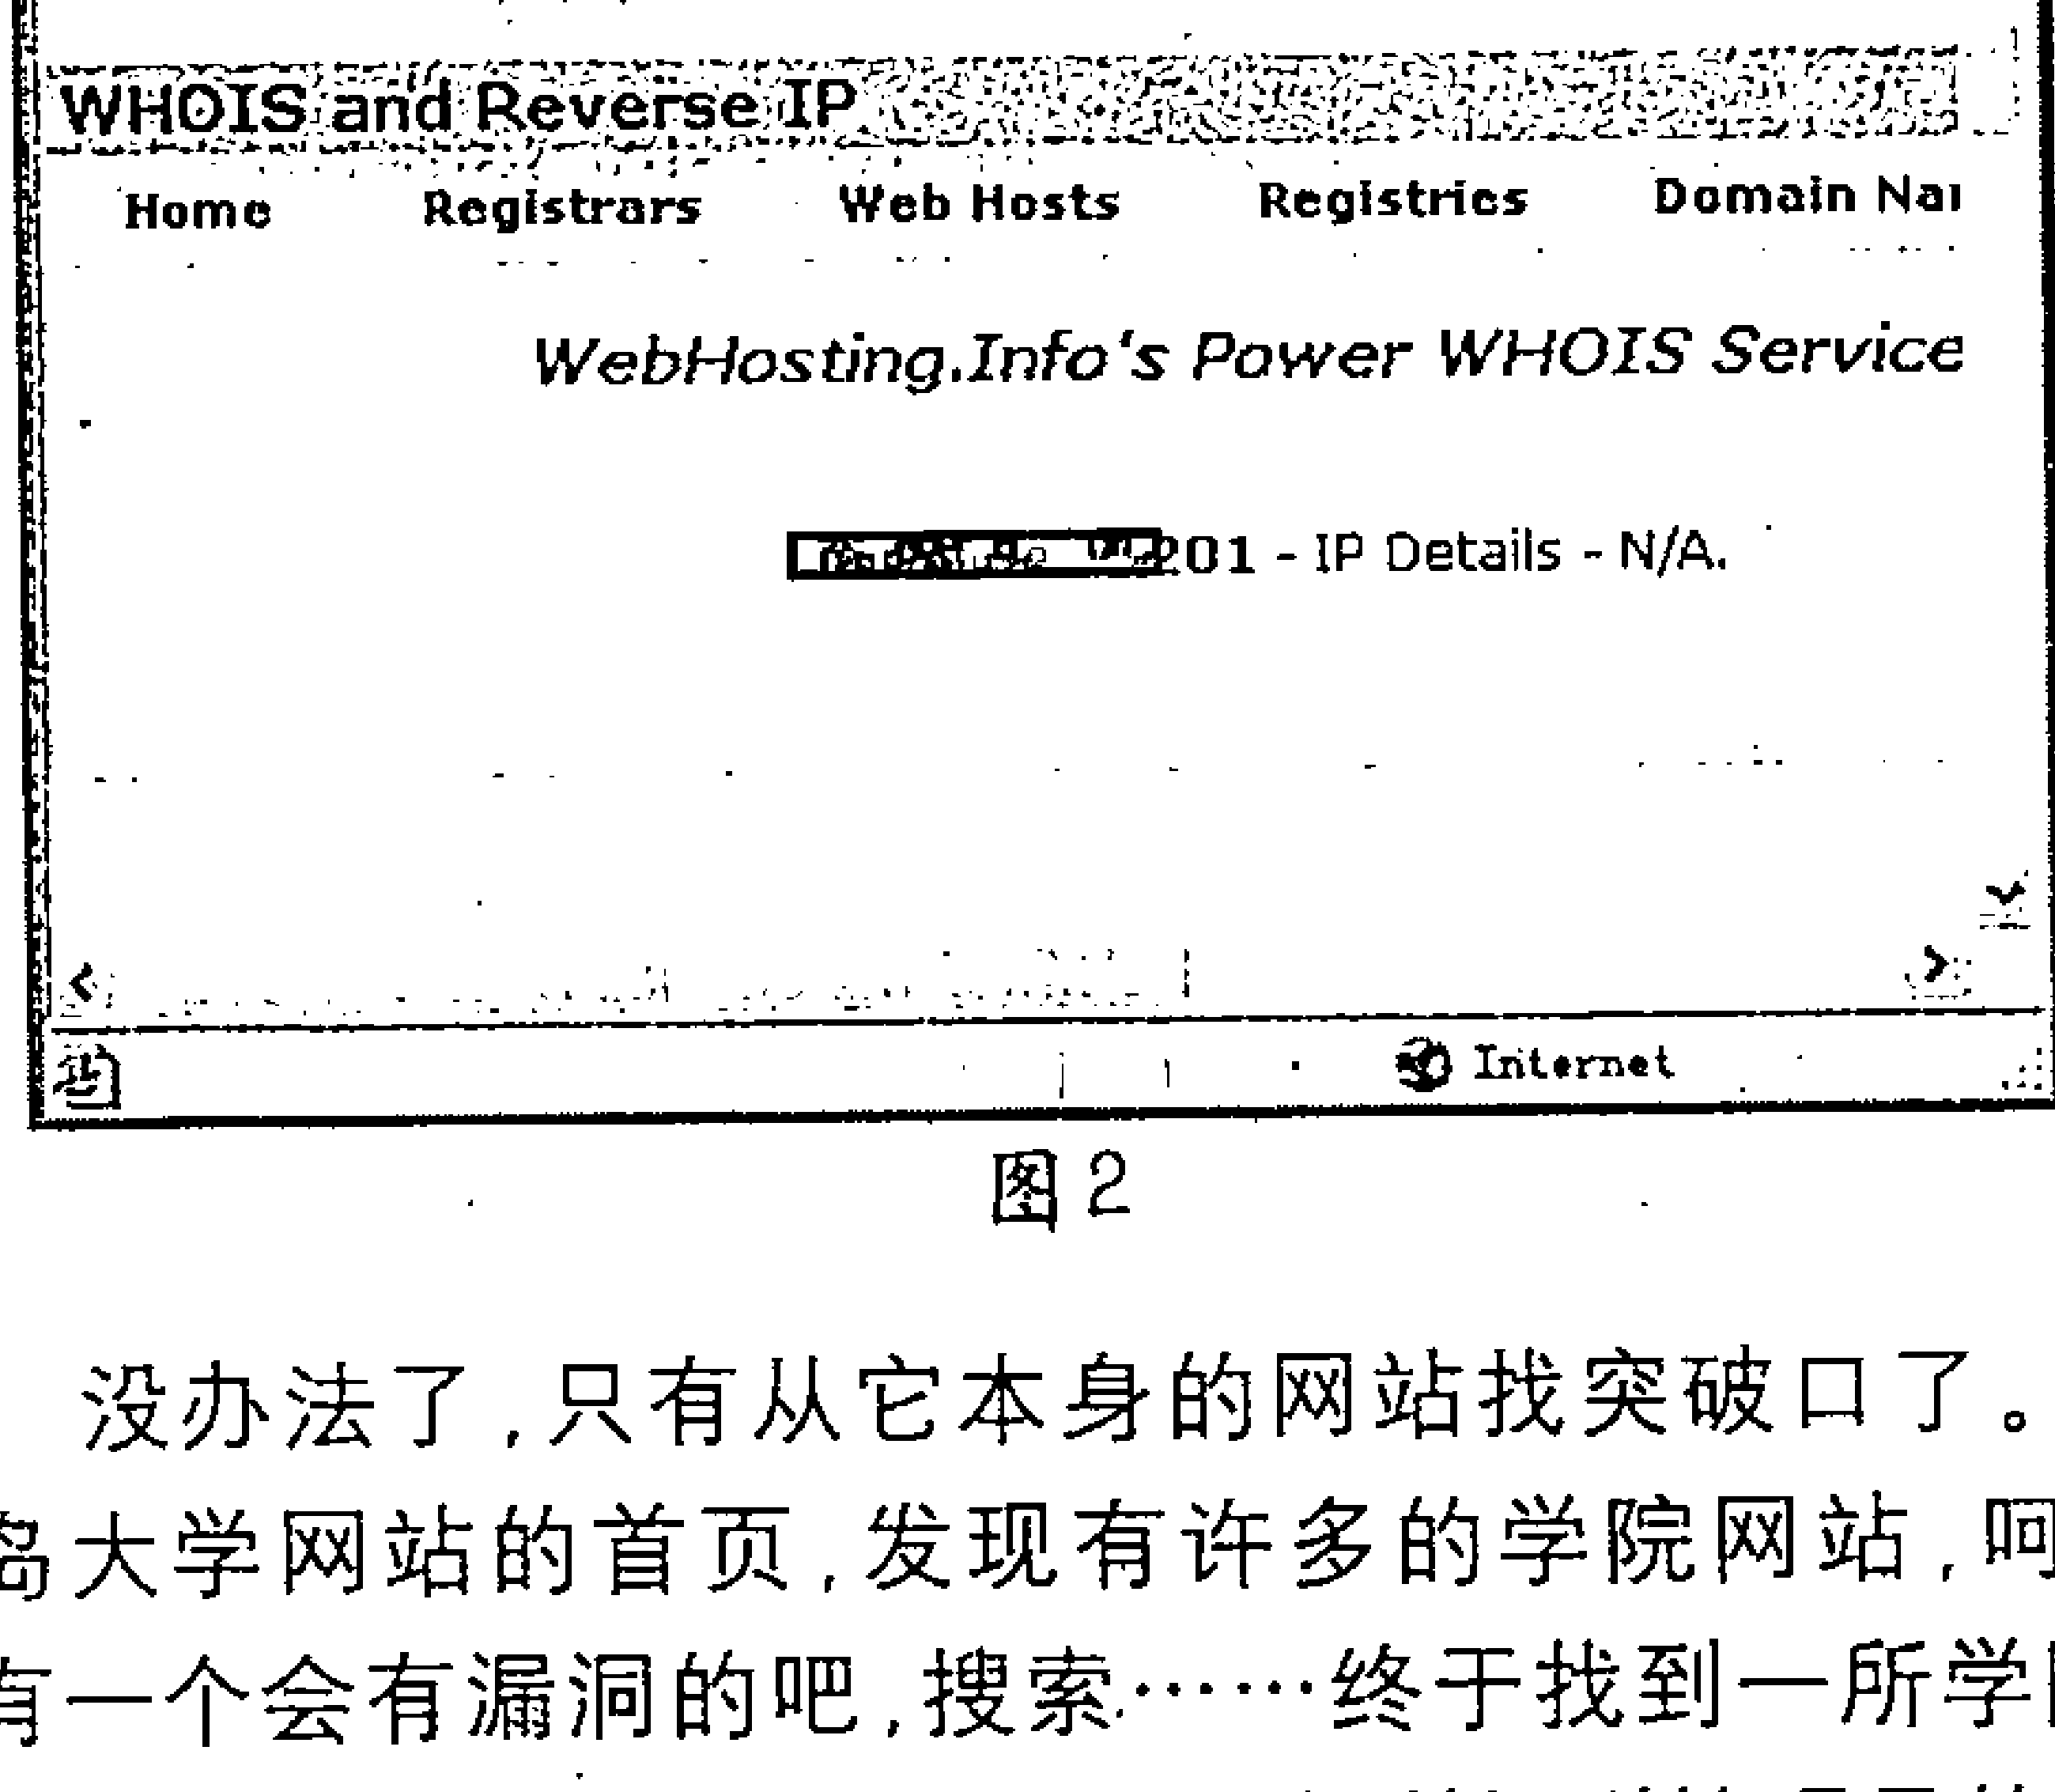 WHOIS and Reverse IP
Home Registrars Web Hosts Registries Domain
WebHosting.Info's Power WHOIS Service
201 - IP Details - N/A.
Internet
图2
没办法了,只有从它本身的网站找突破口了。
岛大学网站的首页,发现有许多的学院网站,呵
有一个会有漏洞的吧,搜索……终于找到一所学